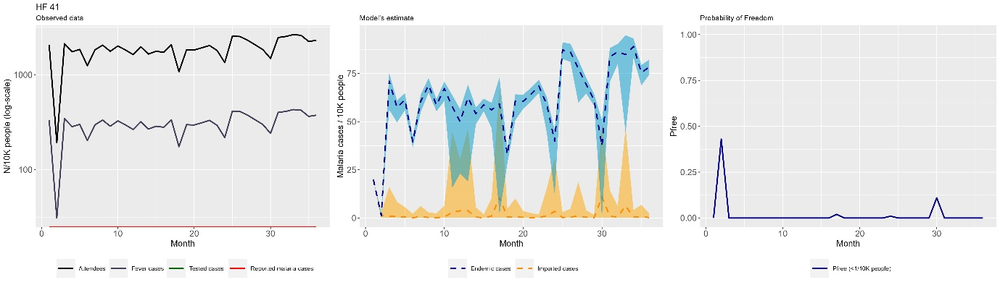 HF 41
Observed data
N/10K people (log-scale)
1000
100
0
10
20
30
Month
Attendees
Fever cases
Tested cases
Reported malaria cases
Model's estimate
Malaria cases / 10K people
75
50
25
0
0
10
20
30
Month
Endemic cases
Imported cases
Probability of Freedom
Pfree
1.00
0.75
0.50
0.25
0.00
0
10
20
30
Month
Pfree (<1/10K people)